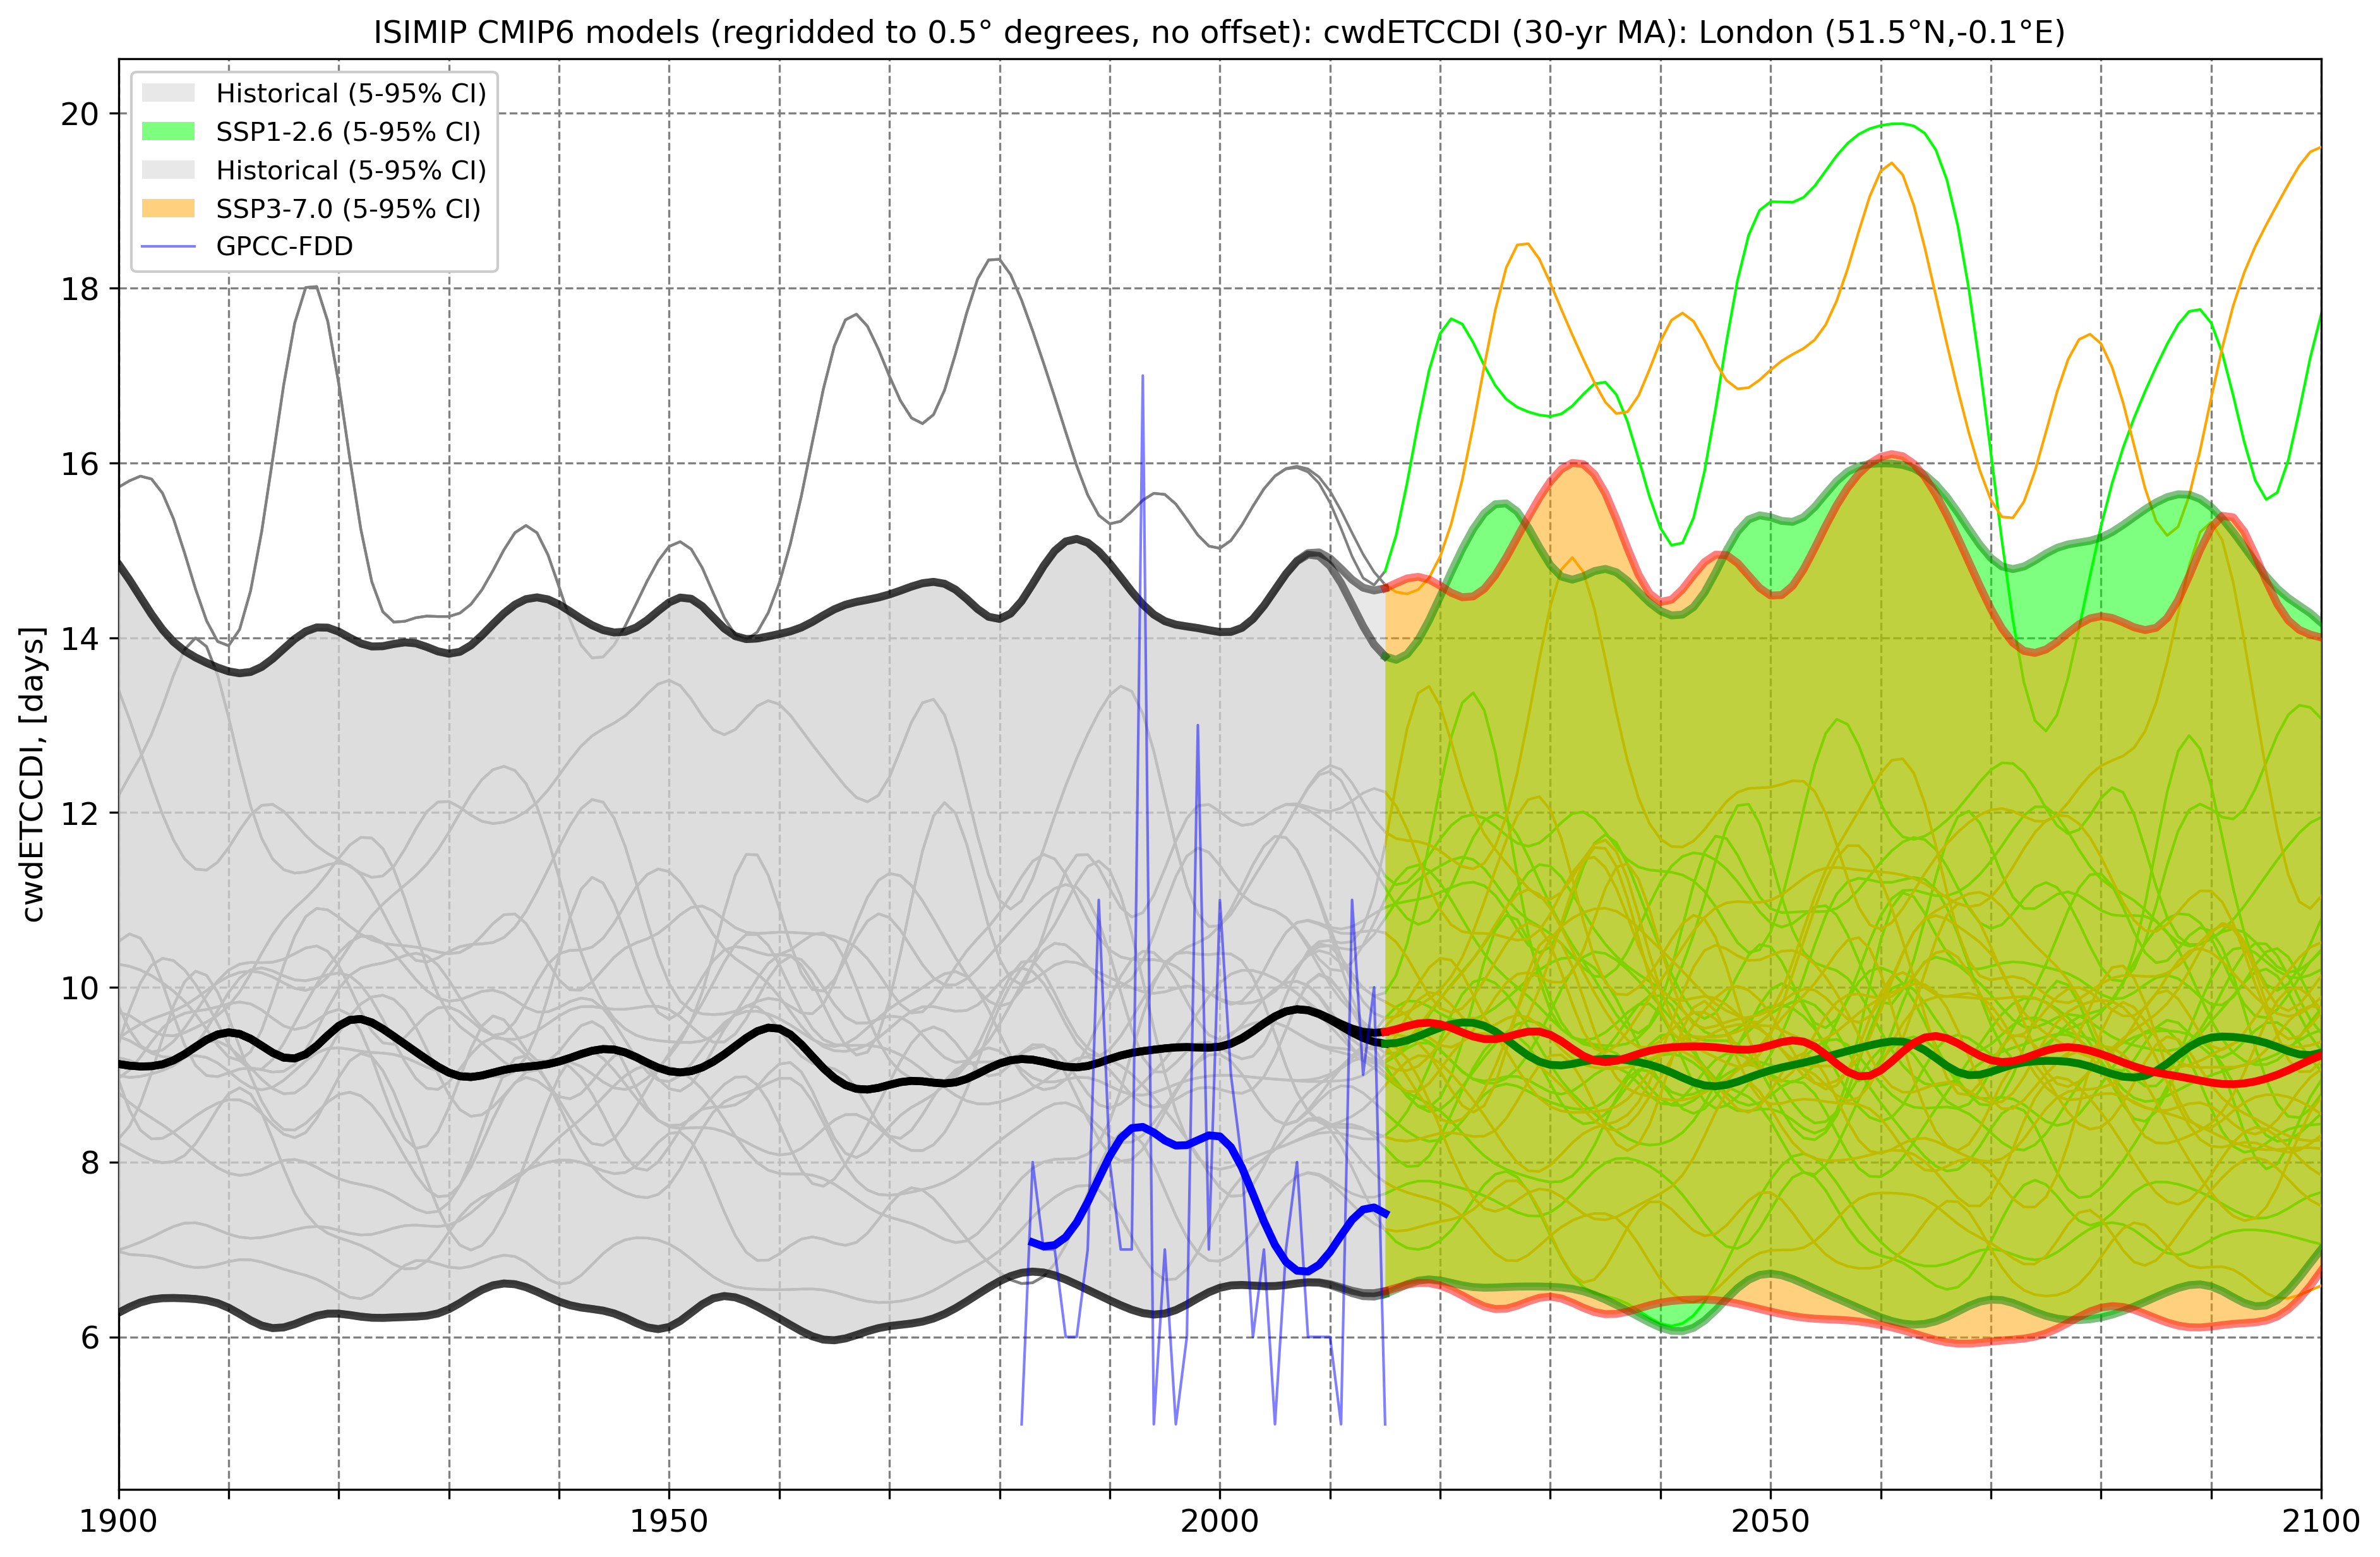 ISIMIP CMIP6 models (regridded to 0.5° degrees, no offset): cwdETCCDI (30-yr MA): London (51.5°N,-0.1°E)
Historical (5-95% CI)
SSP1-2.6 (5-95% CI)
Historical (5-95% CI)
SSP3-7.0 (5-95% CI)
GPCC-FDD
cwdETCCDI, [days]
20
18
16
14
12
10
8
6
1900
1950
2000
2050
2100